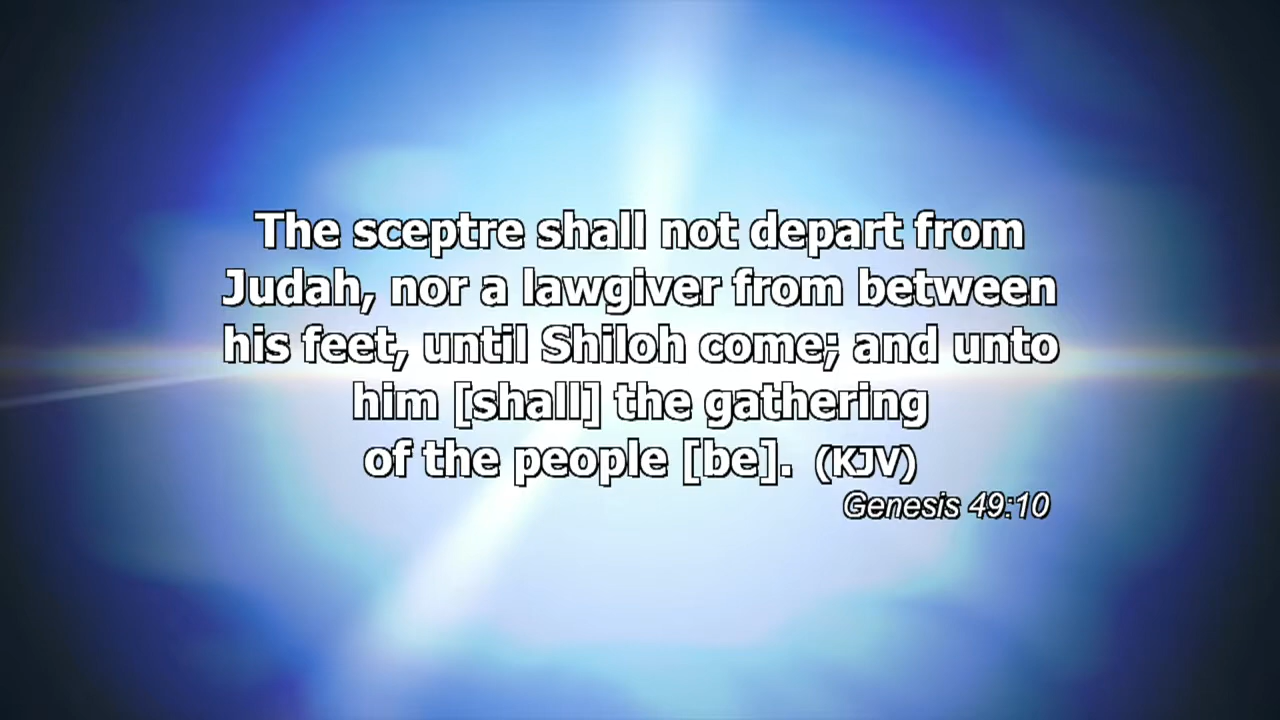 The sceptre shall not depart from
Judah, nor a lawgiver from between
his feet, until Shiloh come; and unto
him [shall] the gathering
of the people [be]. (KJV)
Genesis 49:10